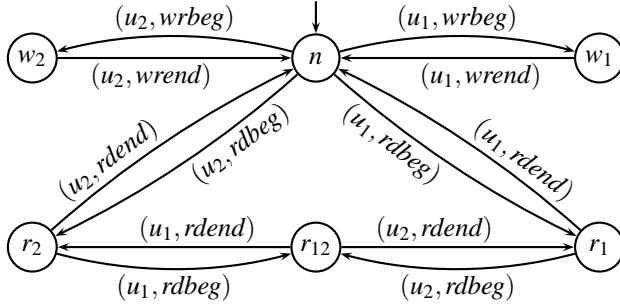 (u₂, wrbeg) (u₁, wrbeg)
w₂ n w₁
(u₂, wrend) (u₁, wrend)
(u₂, rdend) (u₂, rdbeg) (u₁, rdbeg) (u₁, rdend)
(u₁, rdend) (u₂, rdend)
r₂ r₁₂ r₁
(u₁, rdbeg) (u₂, rdbeg)